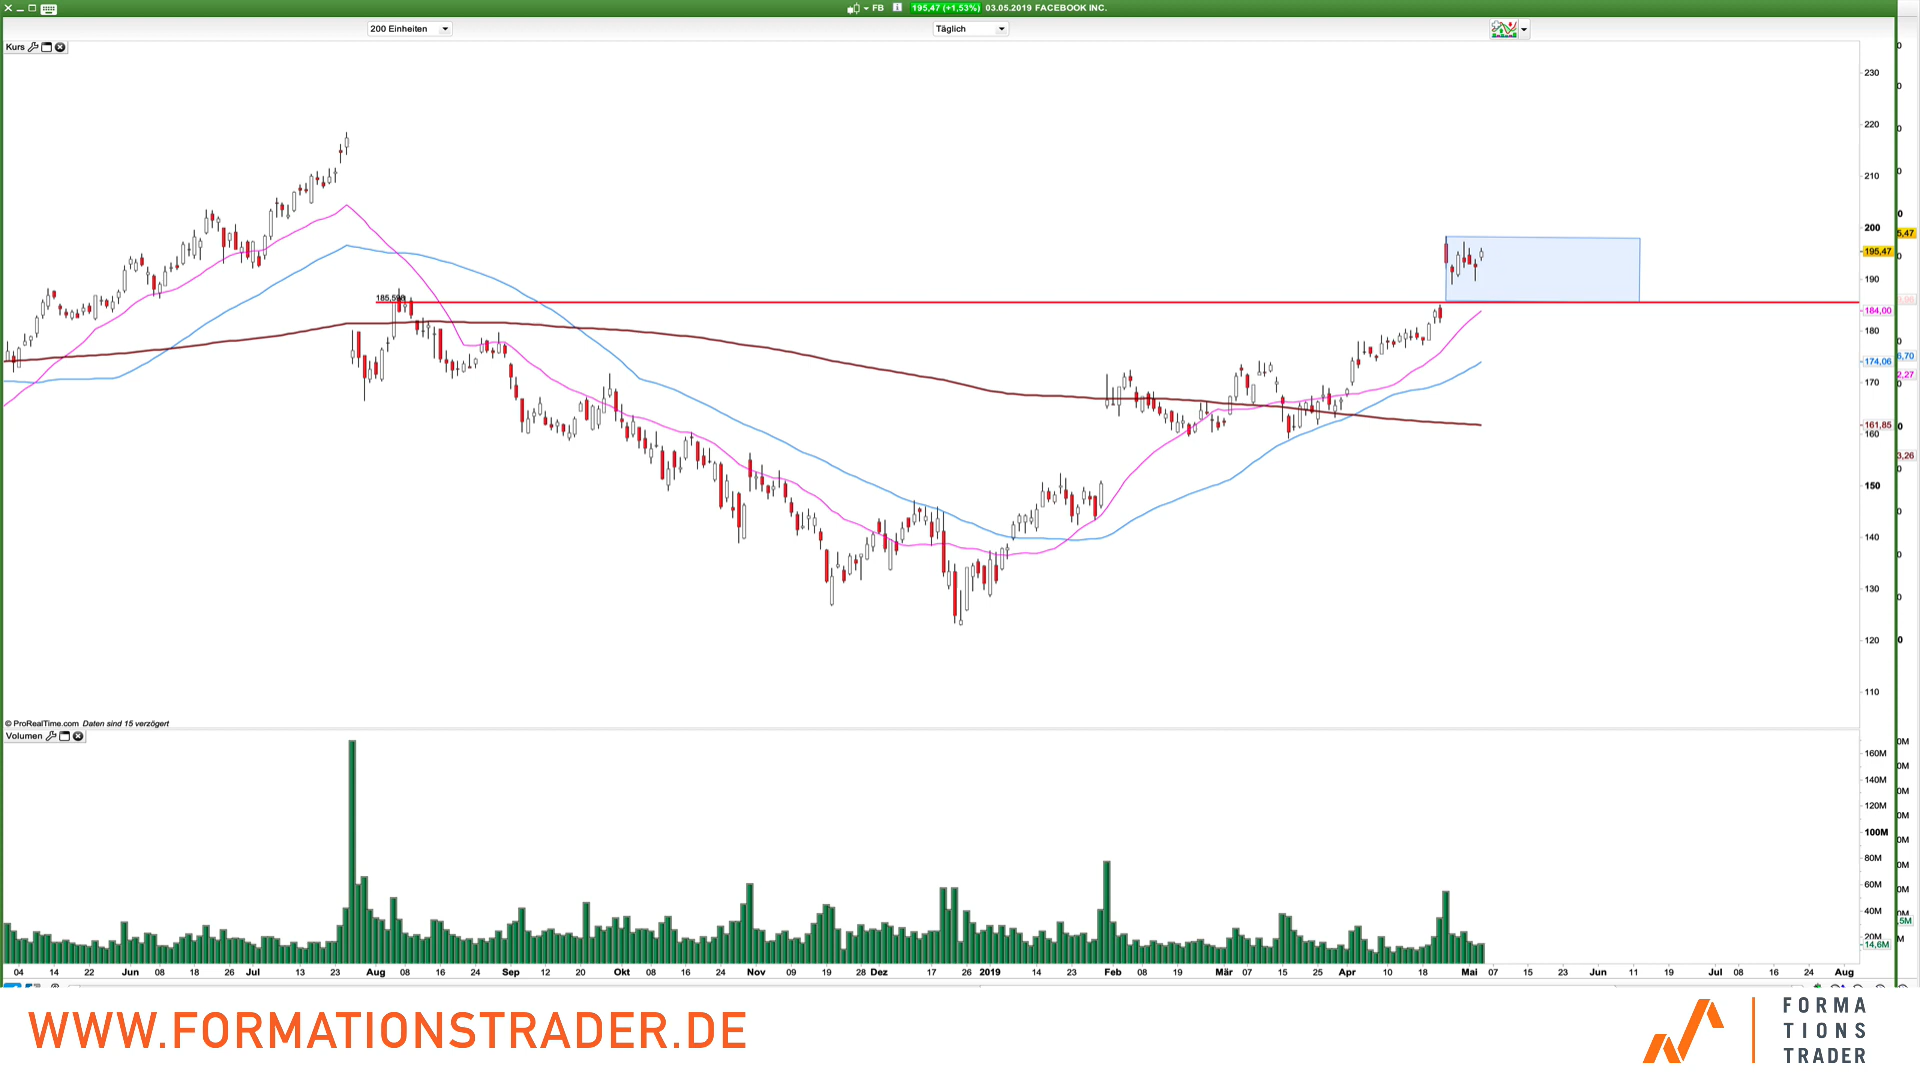 FB 195,47 (+1,53%) 03.05.2019 FACEBOOK INC.
200 Einheiten
Täglich
Kurs
230
220
210
200
195,47
190
185,59
184,00
180
174,06
170
161,85
160
150
140
130
120
110
© ProRealTime.com Daten sind 15 verzögert
Volumen
160M
140M
120M
100M
80M
60M
40M
20M
14,6M
04 14 22 Jun 08 18 26 Jul 13 23 Aug 08 16 24 Sep 12 20 Okt 08 16 24 Nov 09 19 28 Dez 17 26 2019 14 23 Feb 08 19 Mär 07 15 25 Apr 10 18 Mai 07 15 23 Jun 11 19 Jul 08 16 24 Aug
WWW.FORMATIONSTRADER.DE
FORMA
TIONS
TRADER